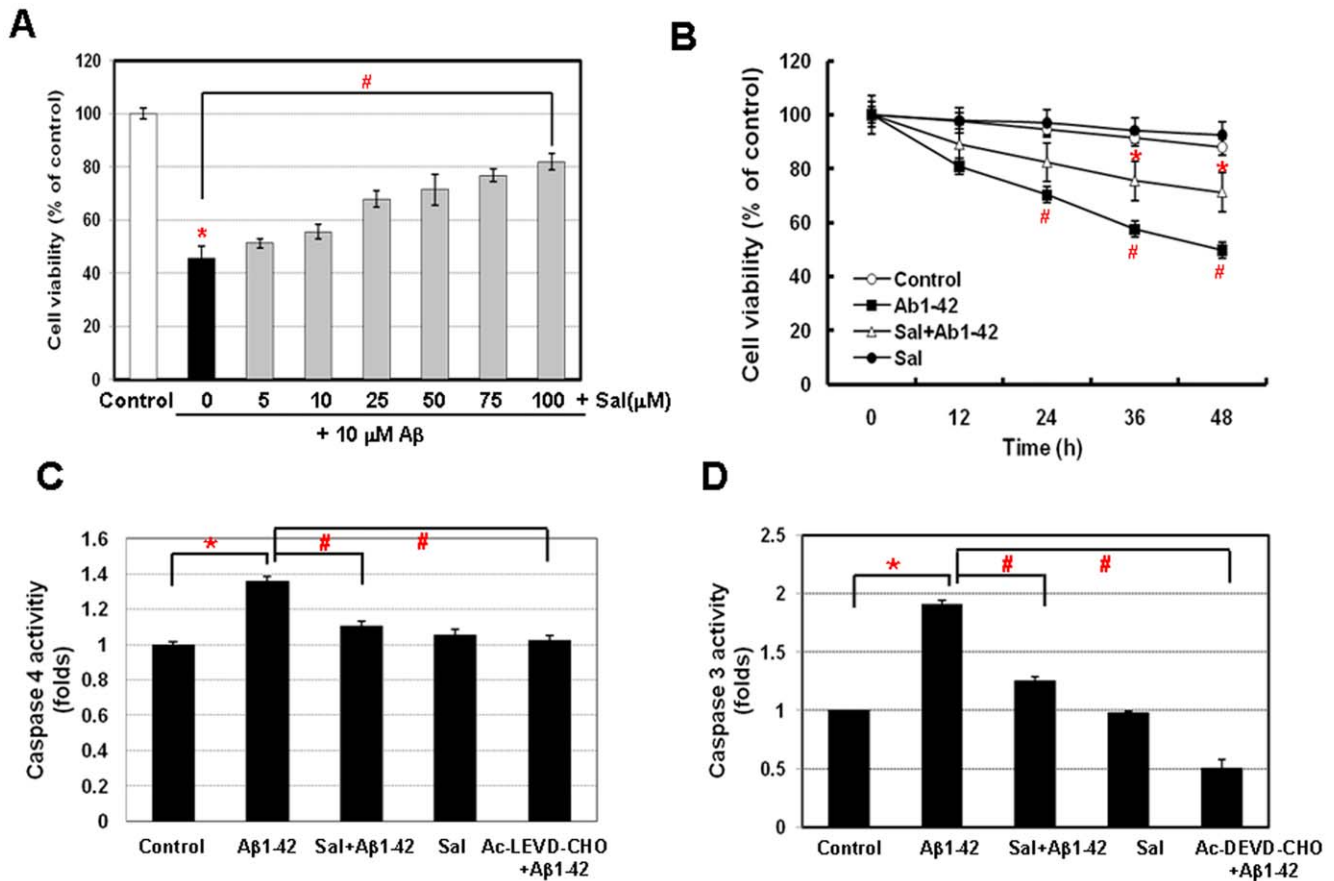 A
Cell viability (% of control)
120
100
80
60
40
20
0
#
*
Control 0 5 10 25 50 75 100 + Sal(μM)
+ 10 μM Aβ
B
Cell viability (% of control)
120
100
80
60
40
20
0
* *
#
#
#
Control
Ab1-42
Sal+Ab1-42
Sal
0 12 24 36 48
Time (h)
C
Caspase 4 activitiy
(folds)
1.6
1.4
1.2
1
0.8
0.6
0.4
0.2
0
* # #
Control Aβ1-42 Sal+Aβ1-42 Sal Ac-LEVD-CHO
+Aβ1-42
D
Caspase 3 activity
(folds)
2.5
2
1.5
1
0.5
0
* # #
Control Aβ1-42 Sal+Aβ1-42 Sal Ac-DEVD-CHO
+Aβ1-42